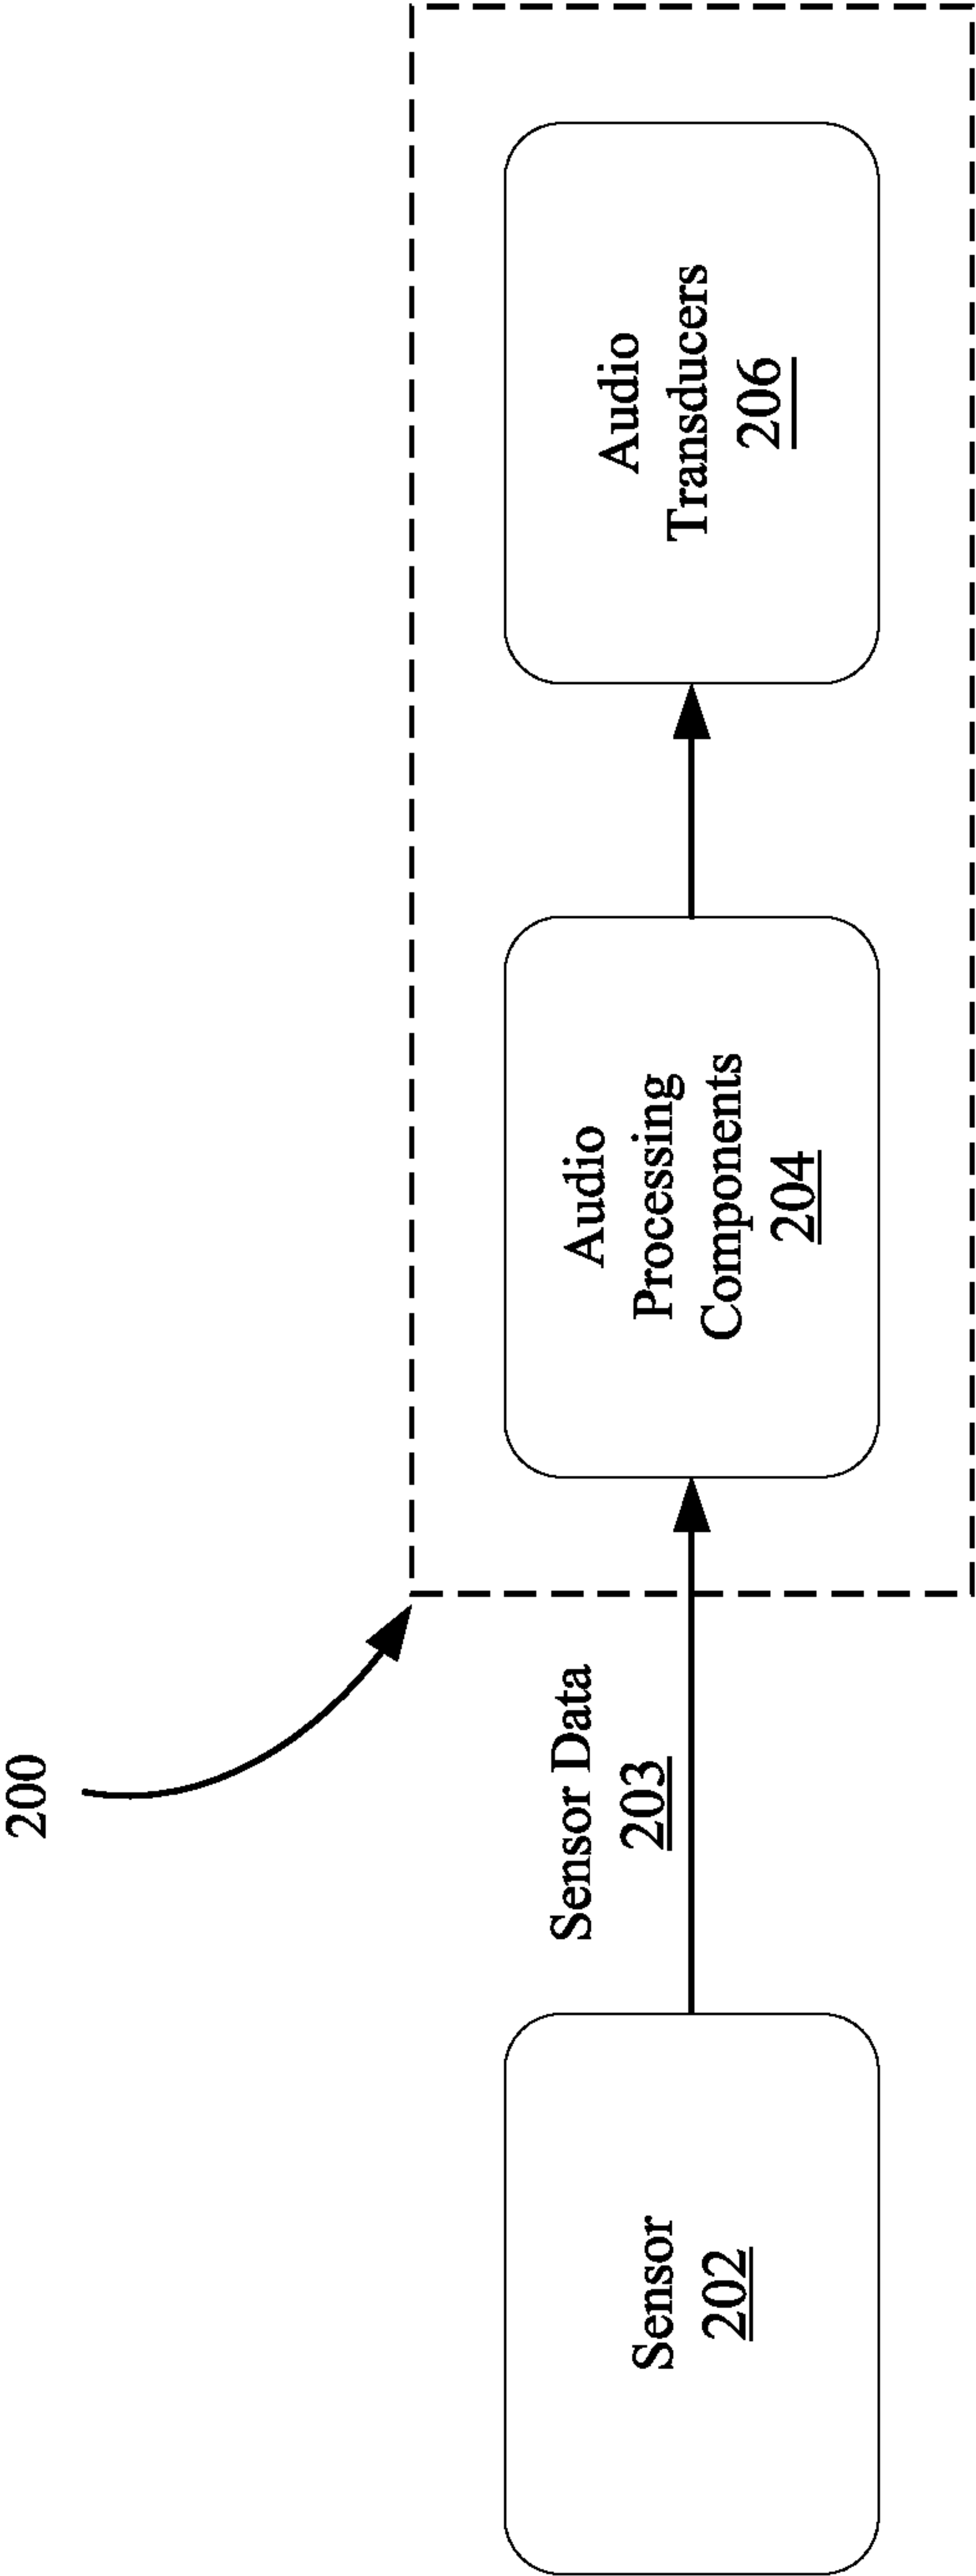 200
Sensor
202
Sensor Data
203
Audio
Processing
Components
204
Audio
Transducers
206